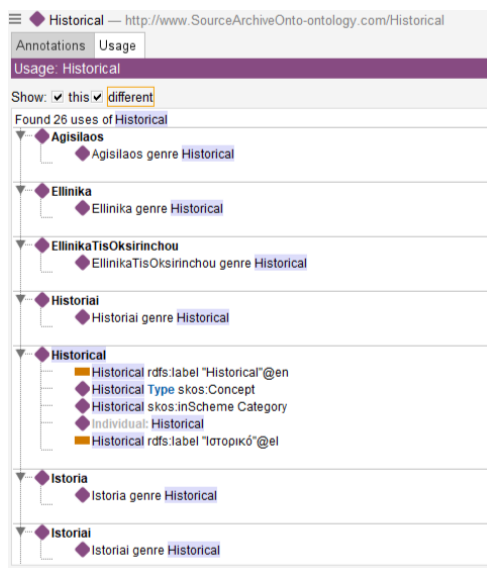 Historical — http://www.SourceArchiveOnto-ontology.com/Historical
Annotations Usage
Usage: Historical
Show: this different
Found 26 uses of Historical
Agisilaos
Agisilaos genre Historical
Ellinika
Ellinika genre Historical
EllinikaTisOksirinchou
EllinikaTisOksirinchou genre Historical
Historiai
Historiai genre Historical
Historical
Historical rdfs:label "Historical"@en
Historical Type skos:Concept
Historical skos:inScheme Category
Individual: Historical
Historical rdfs:label "Ιστορικό"@el
Istoria
Istoria genre Historical
Istoriai
Istoriai genre Historical